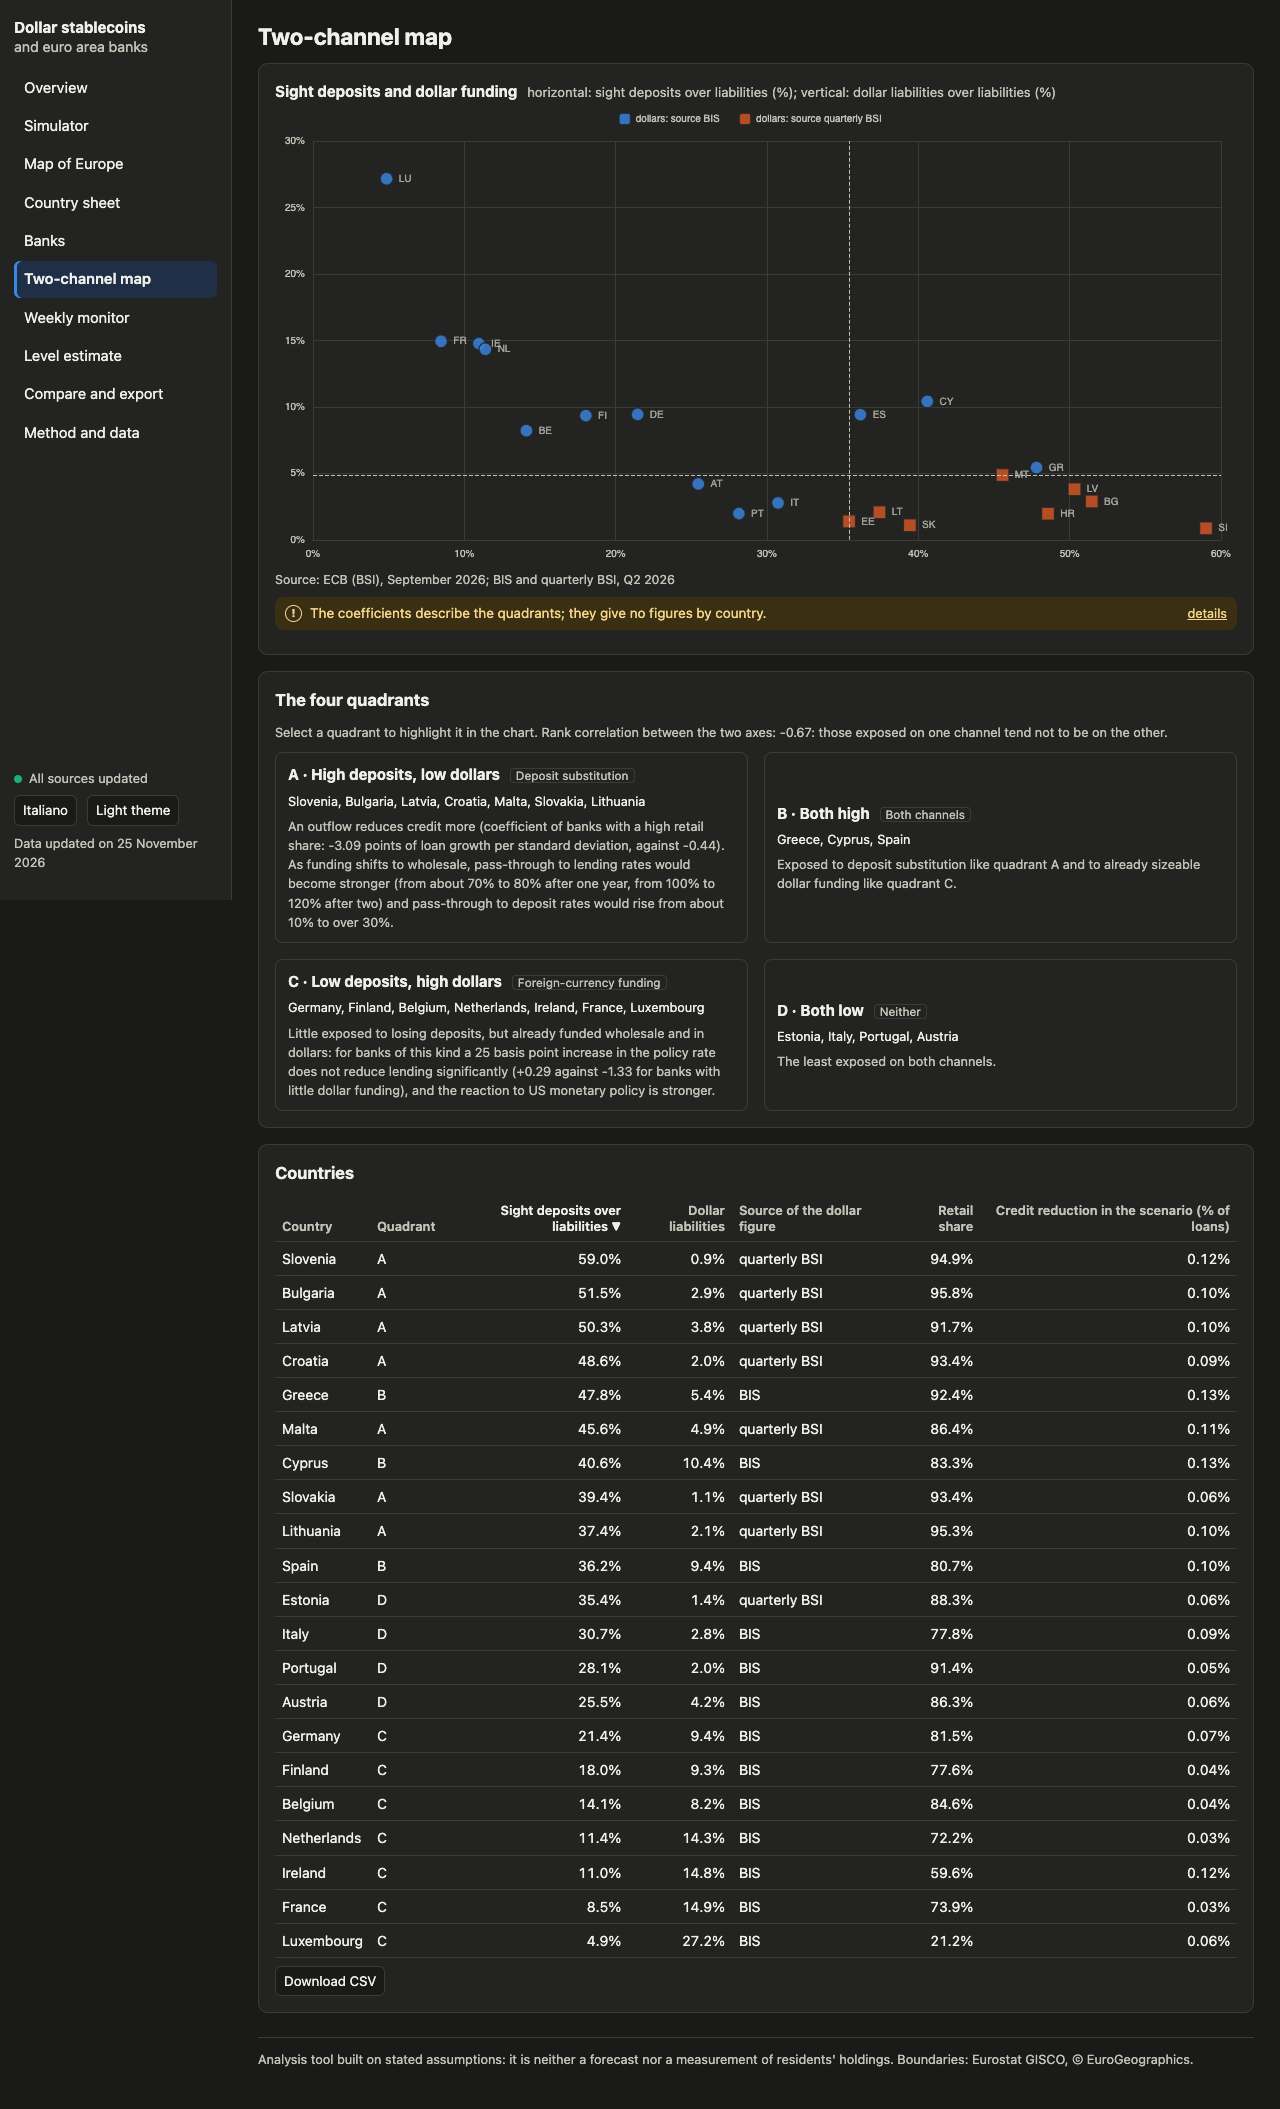 Dollar stablecoins
and euro area banks
Overview
Simulator
Map of Europe
Country sheet
Banks
Two-channel map
Weekly monitor
Level estimate
Compare and export
Method and data
All sources updated
Italiano
Light theme
Data updated on 25 November
2026
Two-channel map
Sight deposits and dollar funding horizontal: sight deposits over liabilities (%); vertical: dollar liabilities over liabilities (%)
dollars: source BIS
dollars: source quarterly BSI
30%
25%
20%
15%
10%
5%
0%
0%
10%
20%
30%
40%
50%
60%
LU
FR
IE
NL
FI
DE
BE
ES
CY
AT
PT
IT
MT
GR
LV
BG
HR
EE
LT
SK
SI
Source: ECB (BSI), September 2026; BIS and quarterly BSI, Q2 2026
The coefficients describe the quadrants; they give no figures by country.
details
The four quadrants
Select a quadrant to highlight it in the chart. Rank correlation between the two axes: -0.67: those exposed on one channel tend not to be on the other.
A · High deposits, low dollars Deposit substitution
Slovenia, Bulgaria, Latvia, Croatia, Malta, Slovakia, Lithuania
An outflow reduces credit more (coefficient of banks with a high retail
share: -3.09 points of loan growth per standard deviation, against -0.44).
As funding shifts to wholesale, pass-through to lending rates would
become stronger (from about 70% to 80% after one year, from 100% to
120% after two) and pass-through to deposit rates would rise from about
10% to over 30%.
B · Both high Both channels
Greece, Cyprus, Spain
Exposed to deposit substitution like quadrant A and to already sizeable
dollar funding like quadrant C.
C · Low deposits, high dollars Foreign-currency funding
Germany, Finland, Belgium, Netherlands, Ireland, France, Luxembourg
Little exposed to losing deposits, but already funded wholesale and in
dollars: for banks of this kind a 25 basis point increase in the policy rate
does not reduce lending significantly (+0.29 against -1.33 for banks with
little dollar funding), and the reaction to US monetary policy is stronger.
D · Both low Neither
Estonia, Italy, Portugal, Austria
The least exposed on both channels.
Countries
Country Quadrant Sight deposits over liabilities ▼ Dollar liabilities Source of the dollar figure Retail share Credit reduction in the scenario (% of loans)
Slovenia A 59.0% 0.9% quarterly BSI 94.9% 0.12%
Bulgaria A 51.5% 2.9% quarterly BSI 95.8% 0.10%
Latvia A 50.3% 3.8% quarterly BSI 91.7% 0.10%
Croatia A 48.6% 2.0% quarterly BSI 93.4% 0.09%
Greece B 47.8% 5.4% BIS 92.4% 0.13%
Malta A 45.6% 4.9% quarterly BSI 86.4% 0.11%
Cyprus B 40.6% 10.4% BIS 83.3% 0.13%
Slovakia A 39.4% 1.1% quarterly BSI 93.4% 0.06%
Lithuania A 37.4% 2.1% quarterly BSI 95.3% 0.10%
Spain B 36.2% 9.4% BIS 80.7% 0.10%
Estonia D 35.4% 1.4% quarterly BSI 88.3% 0.06%
Italy D 30.7% 2.8% BIS 77.8% 0.09%
Portugal D 28.1% 2.0% BIS 91.4% 0.05%
Austria D 25.5% 4.2% BIS 86.3% 0.06%
Germany C 21.4% 9.4% BIS 81.5% 0.07%
Finland C 18.0% 9.3% BIS 77.6% 0.04%
Belgium C 14.1% 8.2% BIS 84.6% 0.04%
Netherlands C 11.4% 14.3% BIS 72.2% 0.03%
Ireland C 11.0% 14.8% BIS 59.6% 0.12%
France C 8.5% 14.9% BIS 73.9% 0.03%
Luxembourg C 4.9% 27.2% BIS 21.2% 0.06%
Download CSV
Analysis tool built on stated assumptions: it is neither a forecast nor a measurement of residents' holdings. Boundaries: Eurostat GISCO, © EuroGeographics.